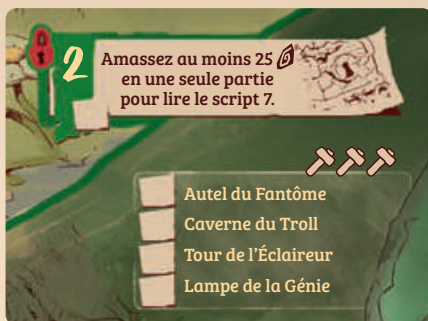 2
Amassez au moins 25
en une seule partie
pour lire le script 7.
Autel du Fantôme
Caverne du Troll
Tour de l'Éclaireur
Lampe de la Génie